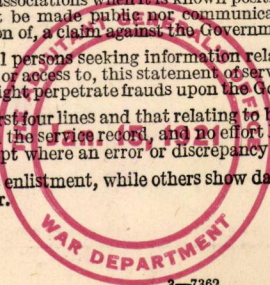 associations when it is known posi
t be made public nor communica
on of, a claim against the Governm
l persons seeking information rela
or access to, this statement of serv
ight perpetrate frauds upon the Go
rst four lines and that relating to b
the service record, and no effort
pt where an error or discrepancy
enlistment, while others show da
r.
WAR DEPARTMENT
3—7362